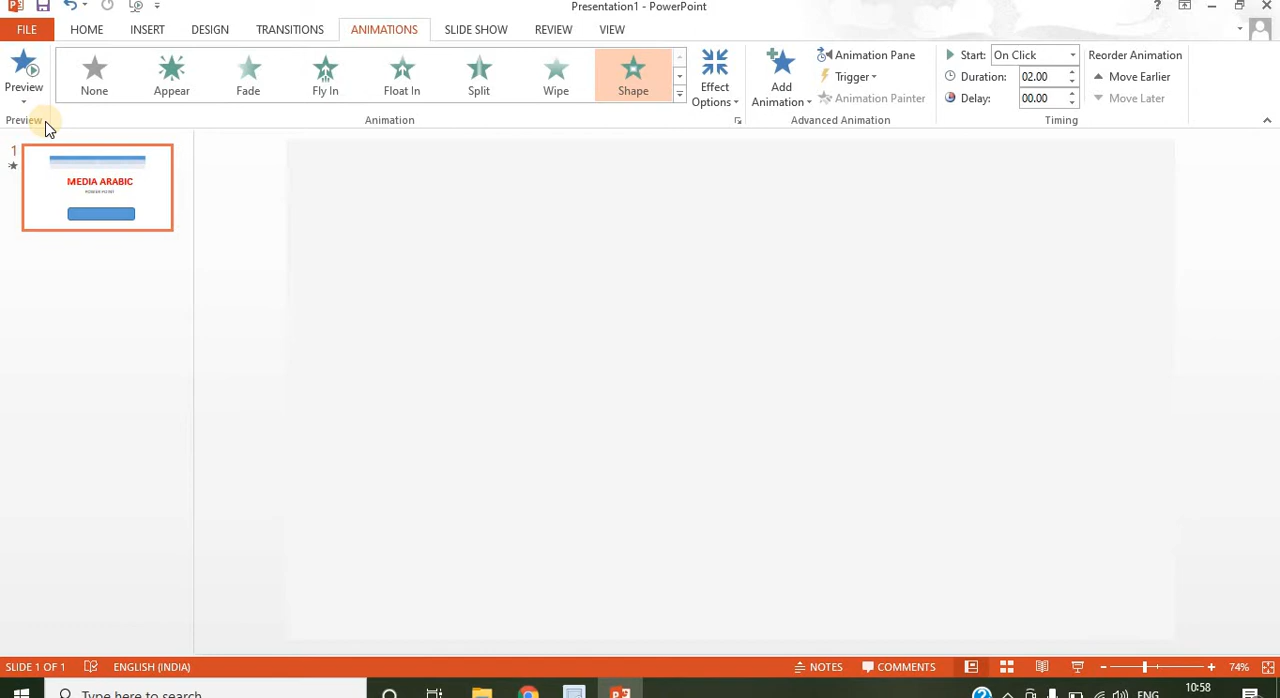 Presentation1 - PowerPoint
?
FILE HOME INSERT DESIGN TRANSITIONS ANIMATIONS SLIDE SHOW REVIEW VIEW
Preview
None Appear Fade Fly In Float In Split Wipe Shape
Effect Options
Add Animation
Animation Pane
Trigger
Animation Painter
Start: On Click
Duration: 02.00
Delay: 00.00
Reorder Animation
Move Earlier
Move Later
Preview Animation Advanced Animation Timing
1
MEDIA ARABIC
SLIDE 1 OF 1 ENGLISH (INDIA) NOTES COMMENTS 74%
Type here to search
ENG
10:58